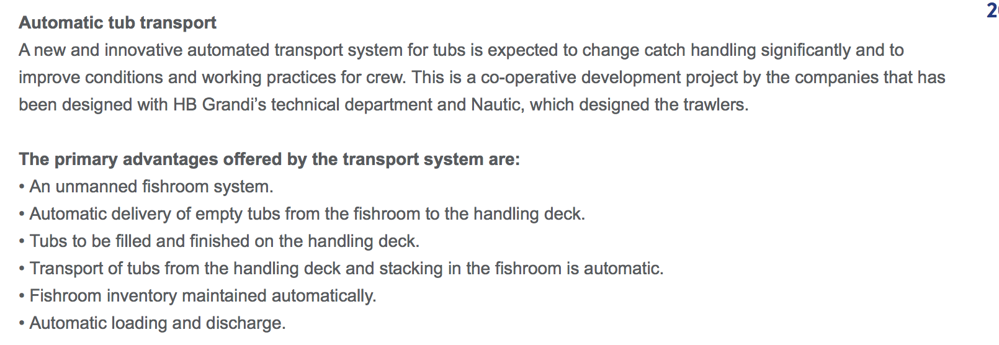 Automatic tub transport
A new and innovative automated transport system for tubs is expected to change catch handling significantly and to
improve conditions and working practices for crew. This is a co-operative development project by the companies that has
been designed with HB Grandi’s technical department and Nautic, which designed the trawlers.
The primary advantages offered by the transport system are:
• An unmanned fishroom system.
• Automatic delivery of empty tubs from the fishroom to the handling deck.
• Tubs to be filled and finished on the handling deck.
• Transport of tubs from the handling deck and stacking in the fishroom is automatic.
• Fishroom inventory maintained automatically.
• Automatic loading and discharge.